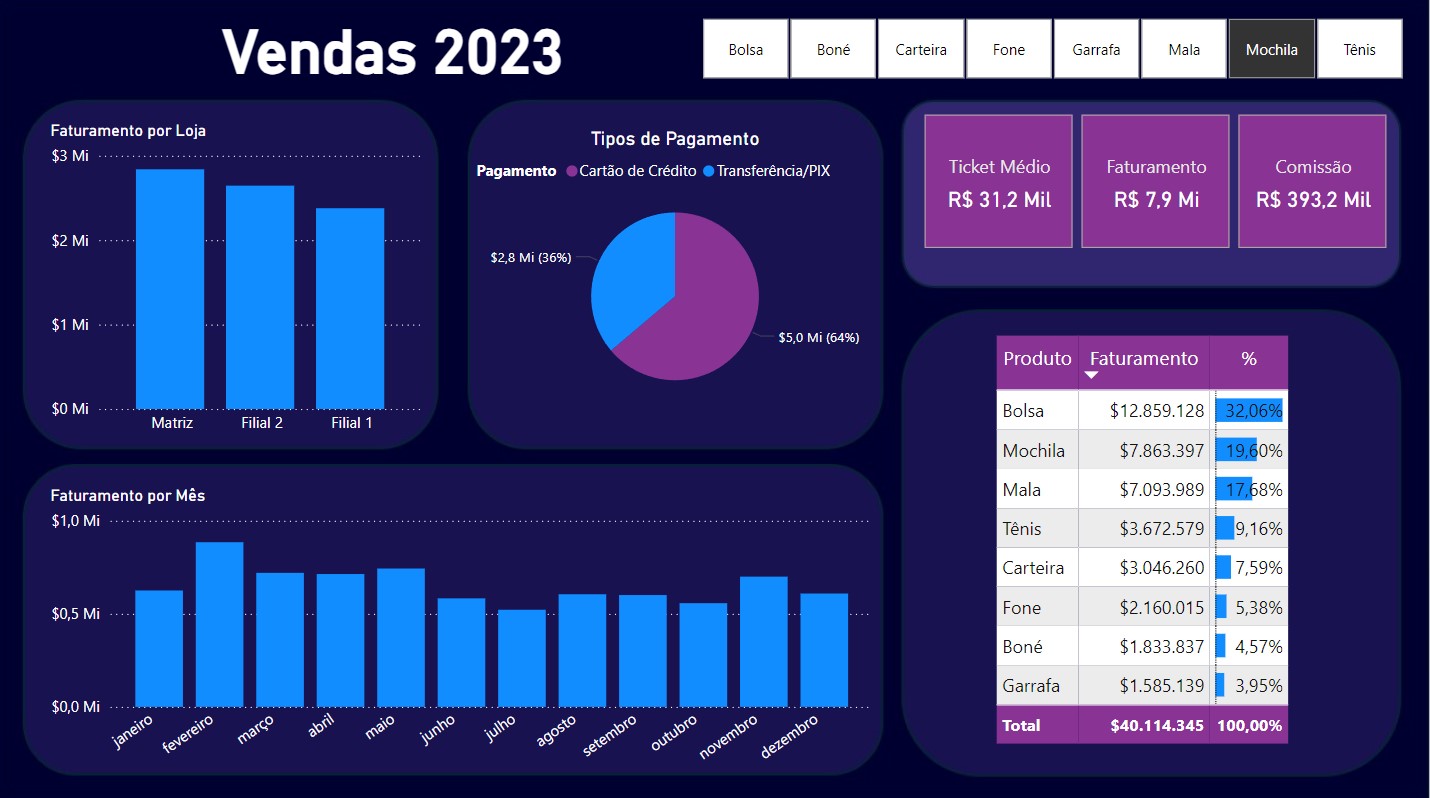 Vendas 2023
Bolsa Boné Carteira Fone Garrafa Mala Mochila Tênis
Faturamento por Loja
$3 Mi
$2 Mi
$1 Mi
$0 Mi
Matriz Filial 2 Filial 1
Tipos de Pagamento
Pagamento Cartão de Crédito Transferência/PIX
$2,8 Mi (36%)
$5,0 Mi (64%)
Ticket Médio
R$ 31,2 Mil
Faturamento
R$ 7,9 Mi
Comissão
R$ 393,2 Mil
Faturamento por Mês
$1,0 Mi
$0,5 Mi
$0,0 Mi
janeiro fevereiro março abril maio junho julho agosto setembro outubro novembro dezembro
Produto Faturamento %
Bolsa $12.859.128 32,06%
Mochila $7.863.397 19,60%
Mala $7.093.989 17,68%
Tênis $3.672.579 9,16%
Carteira $3.046.260 7,59%
Fone $2.160.015 5,38%
Boné $1.833.837 4,57%
Garrafa $1.585.139 3,95%
Total $40.114.345 100,00%